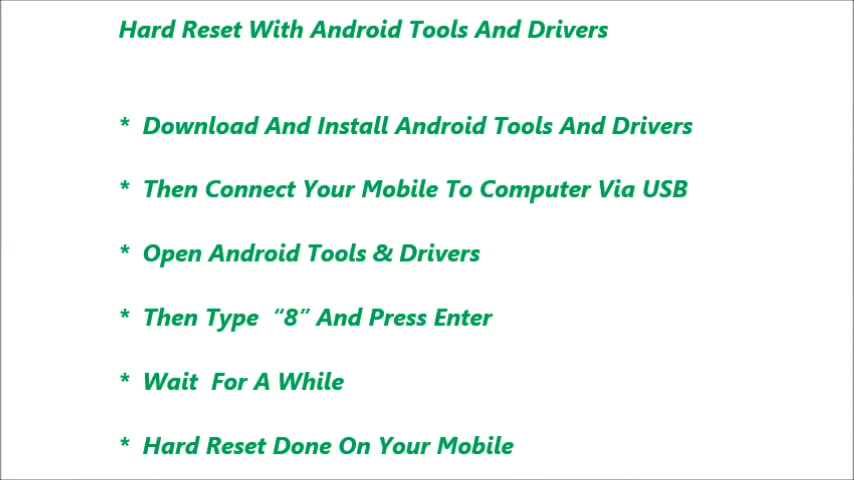 Hard Reset With Android Tools And Drivers
* Download And Install Android Tools And Drivers
* Then Connect Your Mobile To Computer Via USB
* Open Android Tools & Drivers
* Then Type “8” And Press Enter
* Wait For A While
* Hard Reset Done On Your Mobile